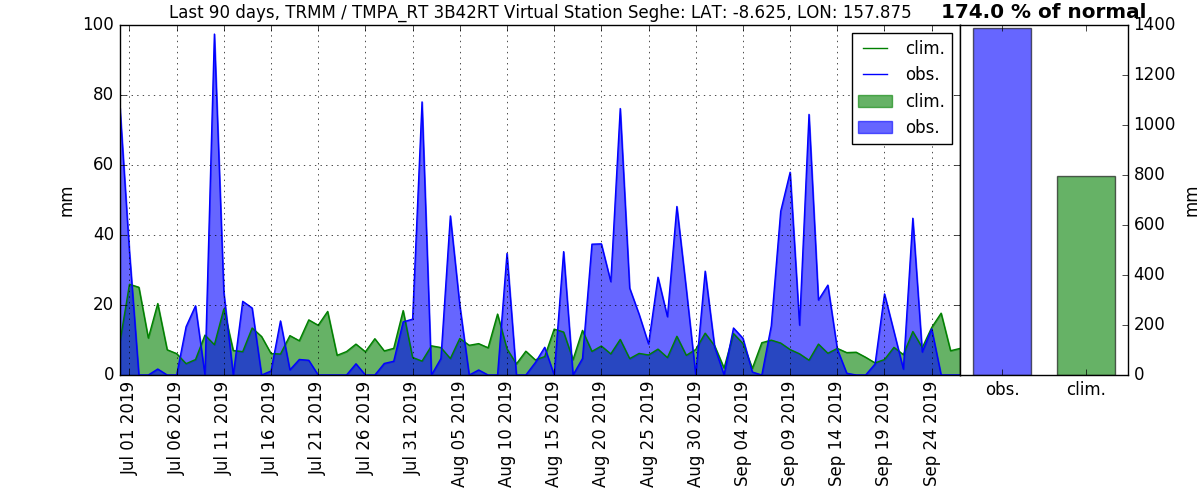 Last 90 days, TRMM / TMPA_RT 3B42RT Virtual Station Seghe: LAT: -8.625, LON: 157.875
174.0 % of normal
100
80
60
40
20
0
mm
clim.
obs.
clim.
obs.
1400
1200
1000
800
600
400
200
0
mm
obs.
clim.
Jul 01 2019
Jul 06 2019
Jul 11 2019
Jul 16 2019
Jul 21 2019
Jul 26 2019
Jul 31 2019
Aug 05 2019
Aug 10 2019
Aug 15 2019
Aug 20 2019
Aug 25 2019
Aug 30 2019
Sep 04 2019
Sep 09 2019
Sep 14 2019
Sep 19 2019
Sep 24 2019